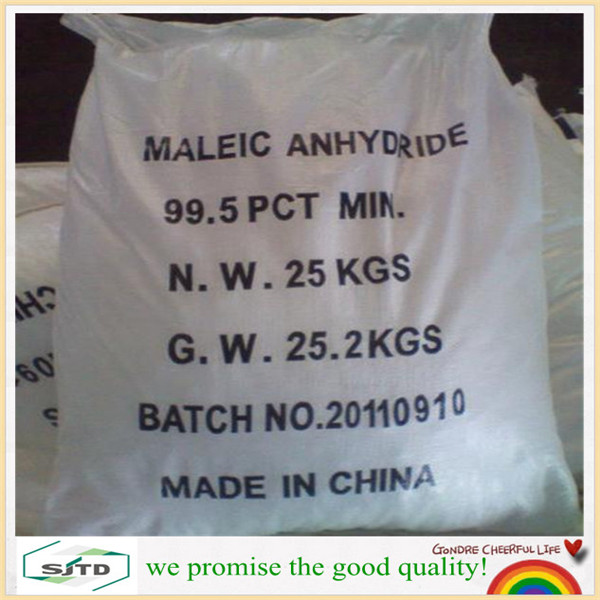 MALEIC ANHYDRIDE
99.5 PCT MIN.
N. W. 25 KGS
G. W. 25.2KGS
BATCH NO.20110910
MADE IN CHINA
SJTD
we promise the good quality!
GONDRE CHEERFUL LIFE